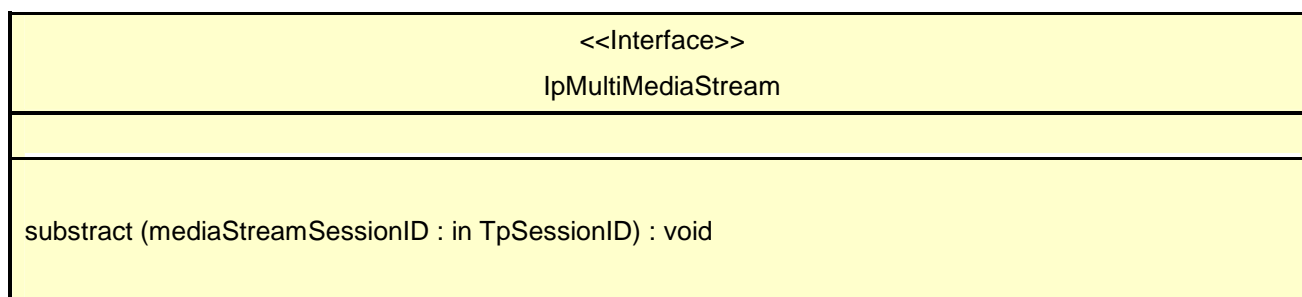 <<Interface>>
IpMultiMediaStream
substract (mediaStreamSessionID : in TpSessionID) : void